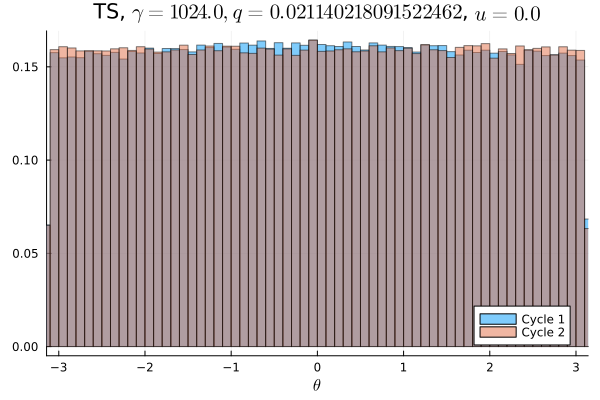 TS, γ = 1024.0, q = 0.021140218091522462, u = 0.0
0.15
0.10
0.05
0.00
−3 −2 −1 0 1 2 3
θ
Cycle 1
Cycle 2